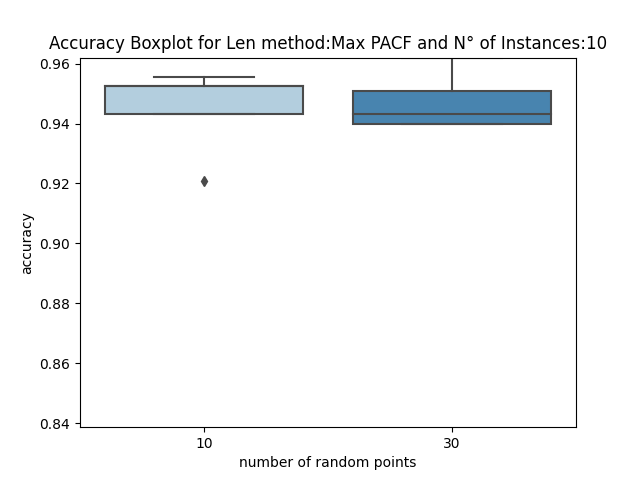 Accuracy Boxplot for Len method:Max PACF and N° of Instances:10
0.96
0.94
0.92
0.90
0.88
0.86
0.84
accuracy
10 30
number of random points